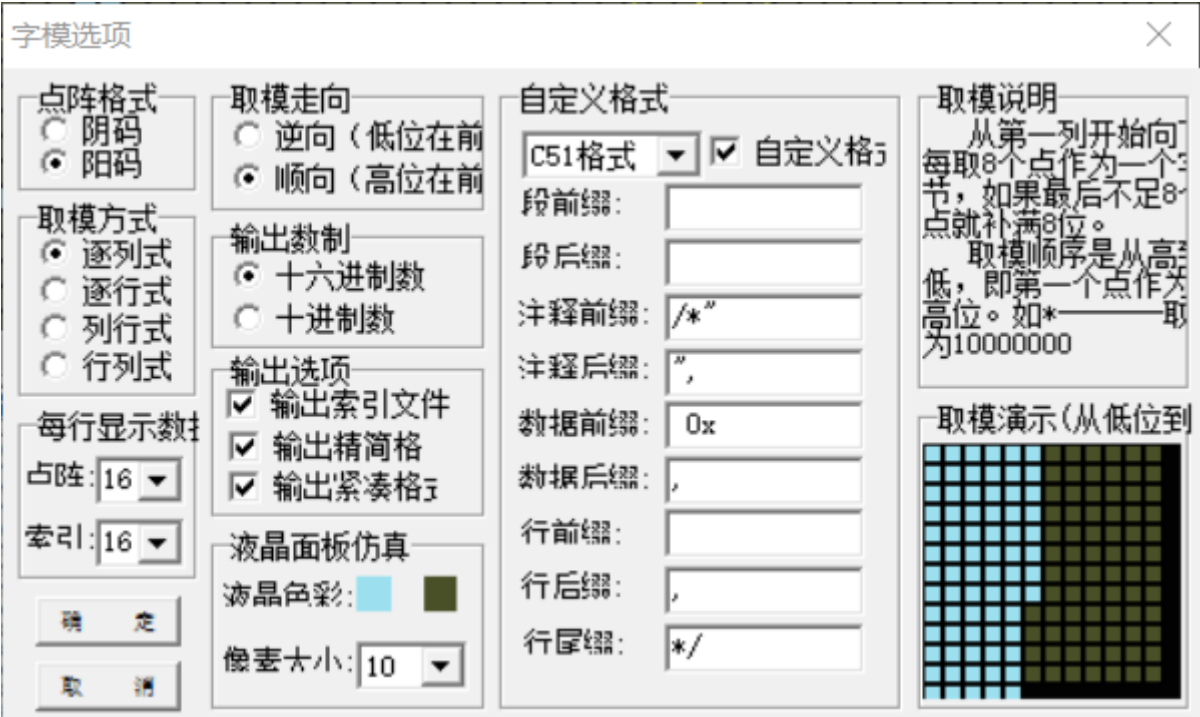 字模选项
点阵格式
阴码
阳码
取模方式
逐列式
逐行式
列行式
行列式
每行显示数
点阵:16
索引:16
确 定
取 消
取模走向
逆向（低位在前
顺向（高位在前
输出数制
十六进制数
十进制数
输出选项
输出索引文件
输出精简格
输出紧凑格
液晶面板仿真
液晶色彩:
像素大小:10
自定义格式
C51格式
自定义格
段前缀:
段后缀:
注释前缀: /*"
注释后缀: ",
数据前缀: 0x
数据后缀: ,
行前缀:
行后缀: ,
行尾缀: */
取模说明
从第一列开始向下
每取8个点作为一个字
节，如果最后不足8个
点就补满8位。
取模顺序是从高到
低，即第一个点作为
高位。如*———取
为10000000
取模演示(从低位到